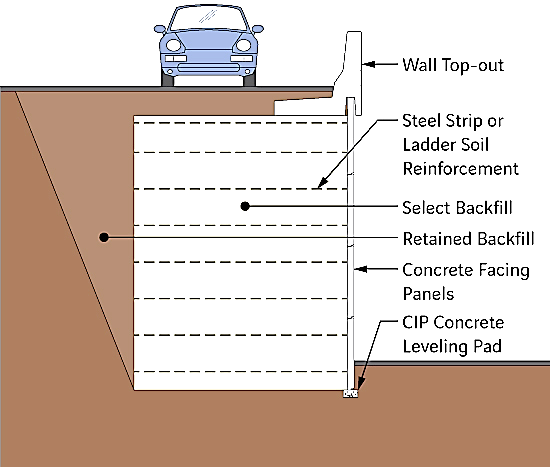 Wall Top-out
Steel Strip or
Ladder Soil
Reinforcement
Select Backfill
Retained Backfill
Concrete Facing
Panels
CIP Concrete
Leveling Pad